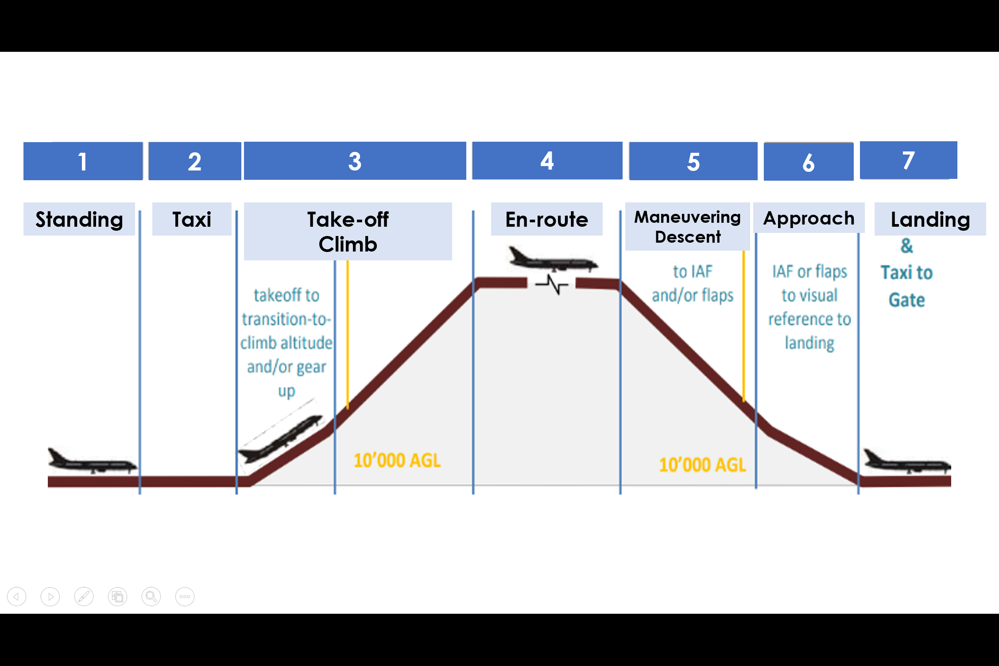 1
2
3
4
5
6
7
Standing
Taxi
Take-off
Climb
En-route
Maneuvering
Descent
Approach
Landing
&
Taxi to
Gate
takeoff to
transition-to-
climb altitude
and/or gear
up
to IAF
and/or flaps
IAF or flaps
to visual
reference to
landing
10’000 AGL
10’000 AGL